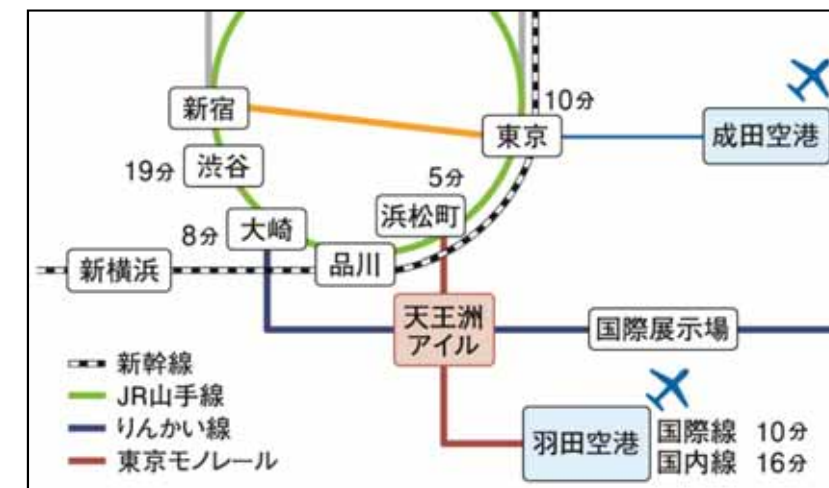 新宿
10分
東京
成田空港
19分
渋谷
5分
浜松町
8分
大崎
品川
新横浜
天王洲
アイル
国際展示場
新幹線
JR山手線
りんかい線
東京モノレール
羽田空港
国際線 10分
国内線 16分